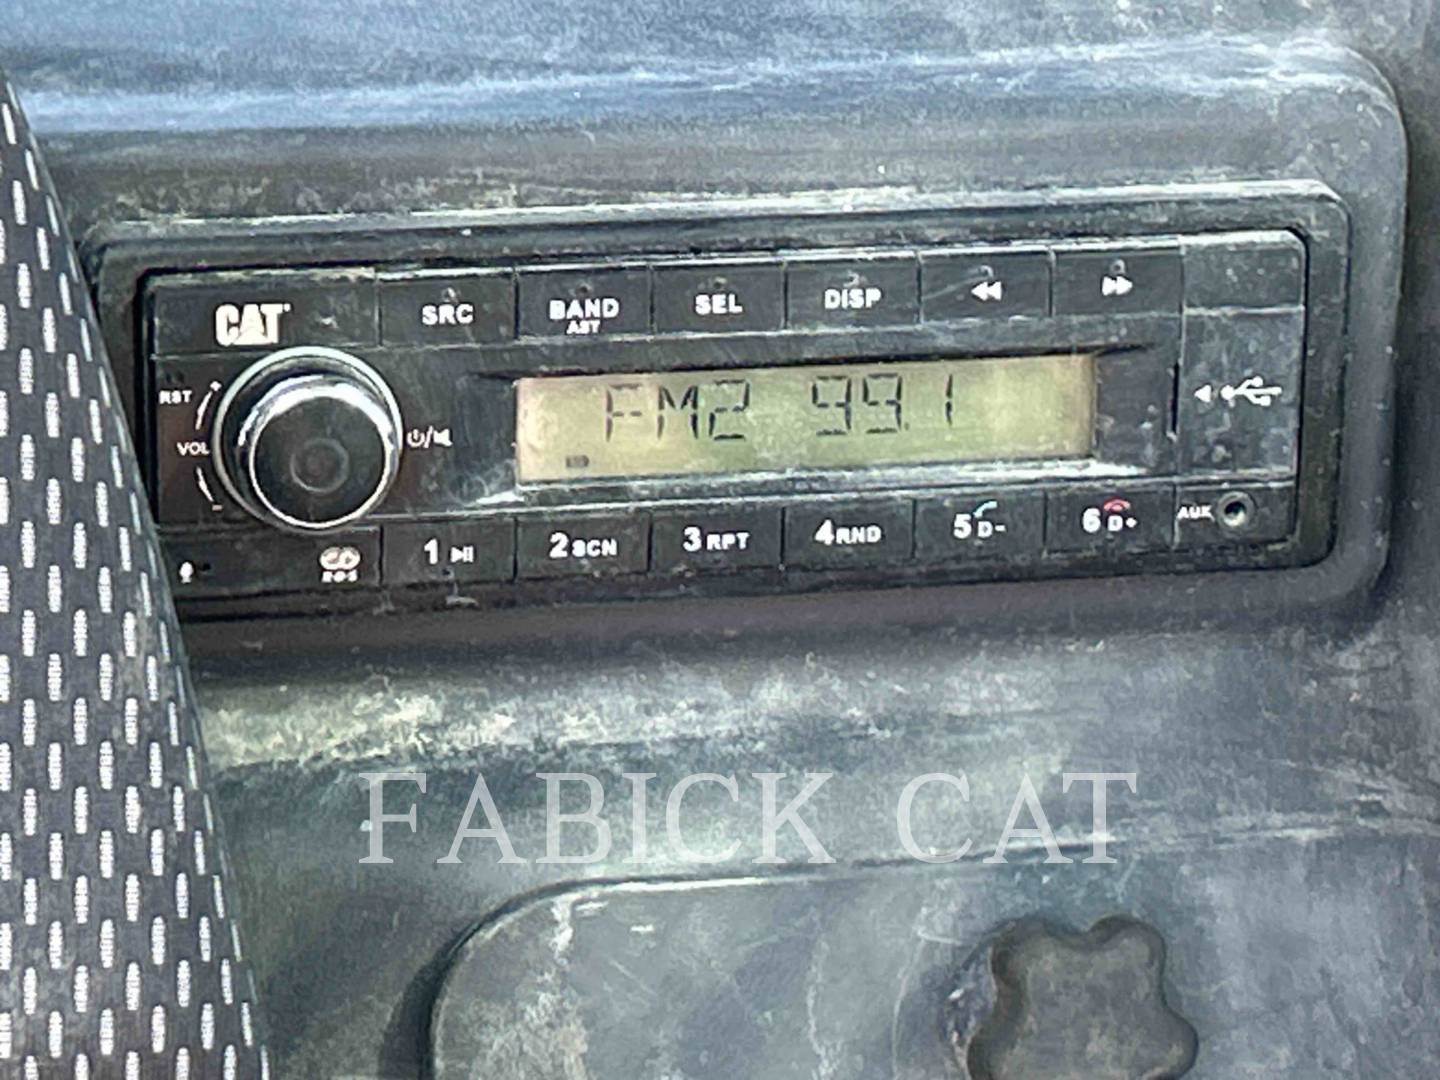 CAT
SRC
BAND
AST
SEL
DISP
RST
VOL
+
-
FM2 99.1
1
2SCN
3RPT
4RND
5D-
6D+
AUX
RDS
FABICK CAT